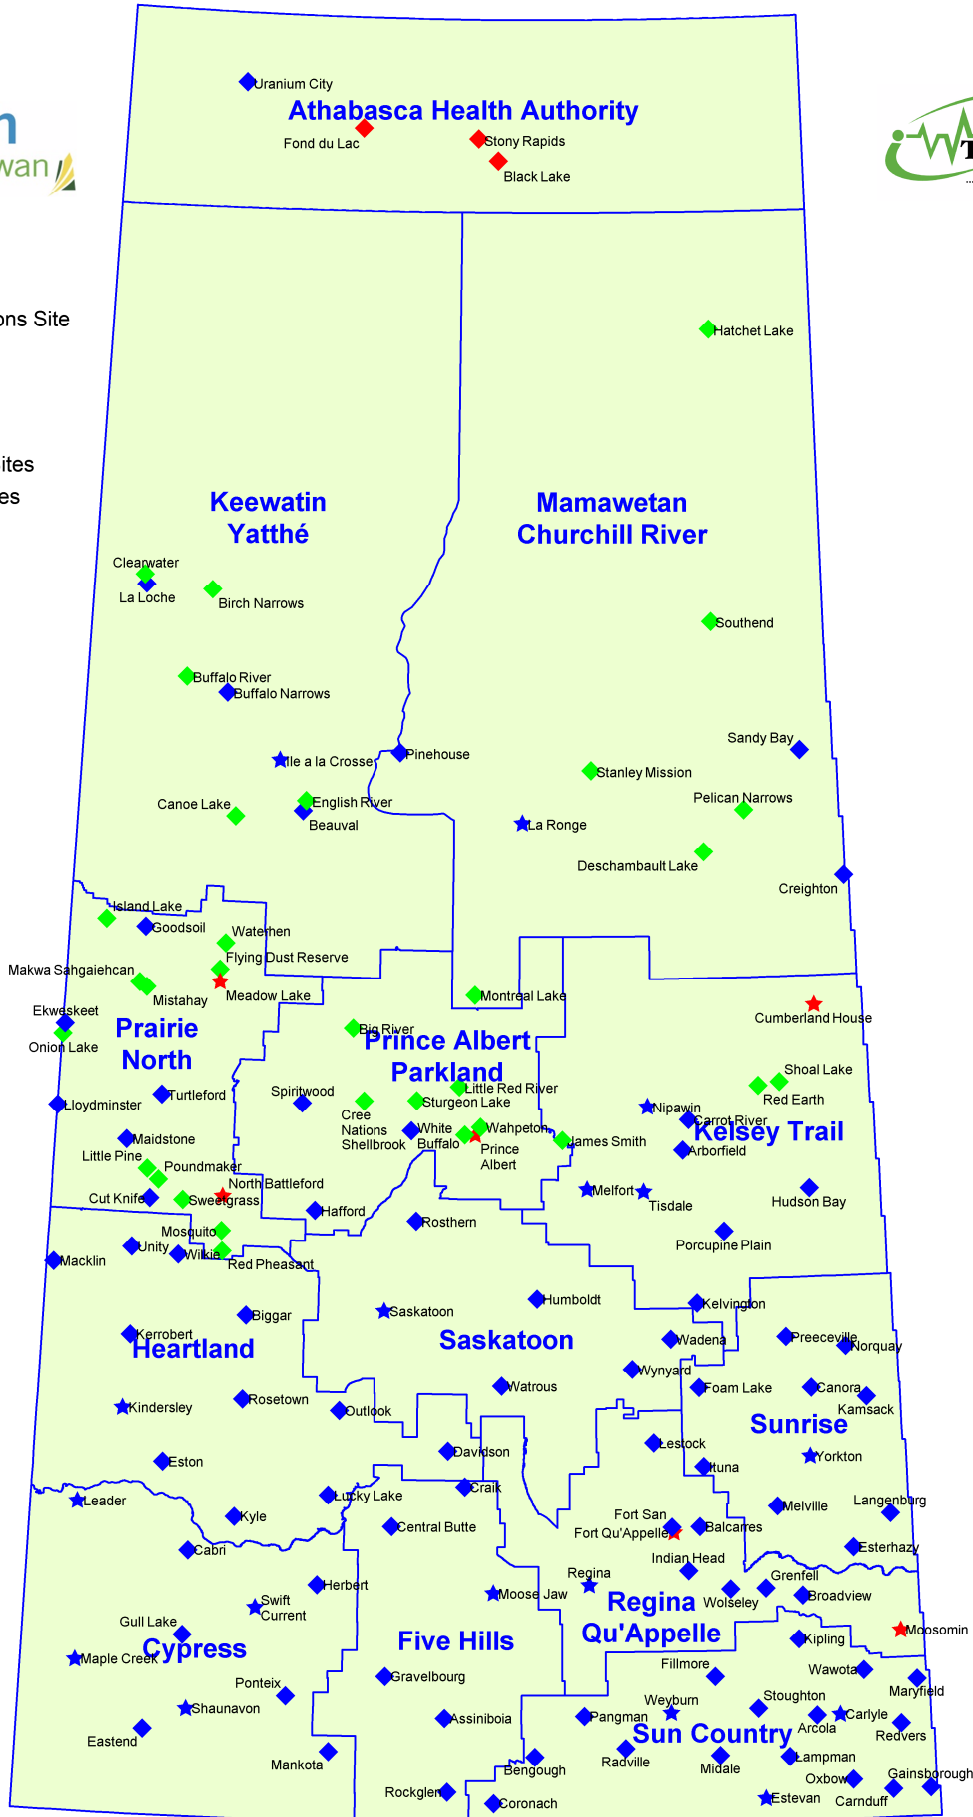 Uranium City
Athabasca Health Authority
Fond du Lac
Stony Rapids
Black Lake
wan
ons Site
Hatchet Lake
ites
es
Keewatin
Yatthé
Mamawetan
Churchill River
Clearwater
La Loche
Birch Narrows
Southend
Buffalo River
Buffalo Narrows
Sandy Bay
Ile a la Crosse
Pinehouse
Stanley Mission
Canoe Lake
English River
Beauval
Pelican Narrows
La Ronge
Deschambault Lake
Creighton
Island Lake
Goodsoil
Waterhen
Flying Dust Reserve
Makwa Sahgaiehcan
Mistahay
Meadow Lake
Montreal Lake
Ekweskeet
Onion Lake
Prairie
North
Big River
Prince Albert
Parkland
Cumberland House
Shoal Lake
Red Earth
Lloydminster
Turtleford
Spiritwood
Little Red River
Sturgeon Lake
Cree
Nations
Shellbrook
White
Buffalo
Wahpeton
Prince
Albert
James Smith
Nipawin
Carrot River
Kelsey Trail
Arborfield
Maidstone
Little Pine
Poundmaker
North Battleford
Cut Knife
Sweetgrass
Hafford
Rosthern
Melfort
Tisdale
Hudson Bay
Porcupine Plain
Mosquito
Red Pheasant
Macklin
Unity
Wilkie
Biggar
Saskatoon
Humboldt
Kelvington
Kerrobert
Heartland
Saskatoon
Wadena
Preeceville
Norquay
Wynyard
Foam Lake
Canora
Kamsack
Kindersley
Rosetown
Outlook
Watrous
Sunrise
Eston
Davidson
Lestock
Ituna
Yorkton
Leader
Kyle
Lucky Lake
Craik
Melville
Langenburg
Central Butte
Fort San
Fort Qu'Appelle
Balcarres
Esterhazy
Cabri
Indian Head
Herbert
Swift
Current
Moose Jaw
Regina
Regina
Qu'Appelle
Wolseley
Grenfell
Broadview
Gull Lake
Cypress
Five Hills
Kipling
Moosomin
Maple Creek
Gravelbourg
Fillmore
Wawota
Maryfield
Ponteix
Shaunavon
Assiniboia
Pangman
Weyburn
Sun Country
Stoughton
Arcola
Carlyle
Redvers
Eastend
Mankota
Rockglen
Bengough
Coronach
Radville
Midale
Lampman
Oxbow
Estevan
Carnduff
Gainsborough